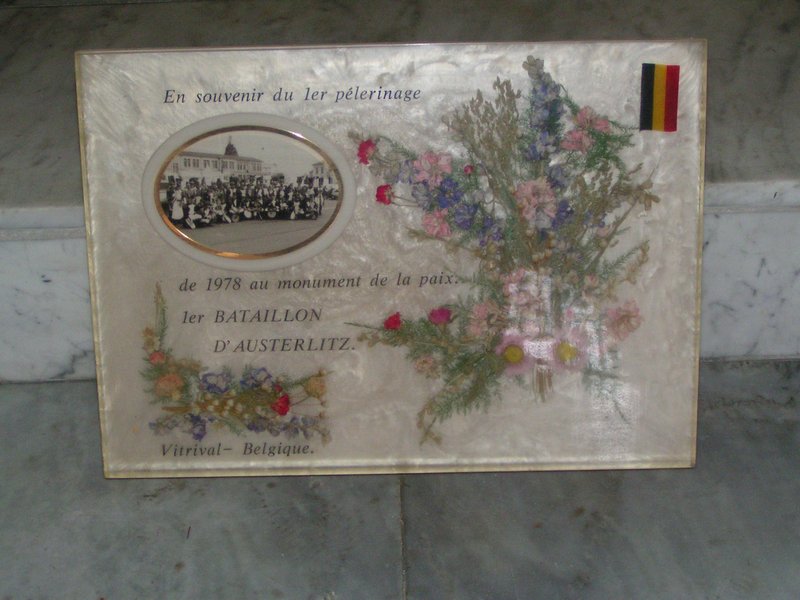 En souvenir du 1er pélerinage
de 1978 au monument de la paix.
1er BATAILLON
D'AUSTERLITZ.
Vitrival- Belgique.